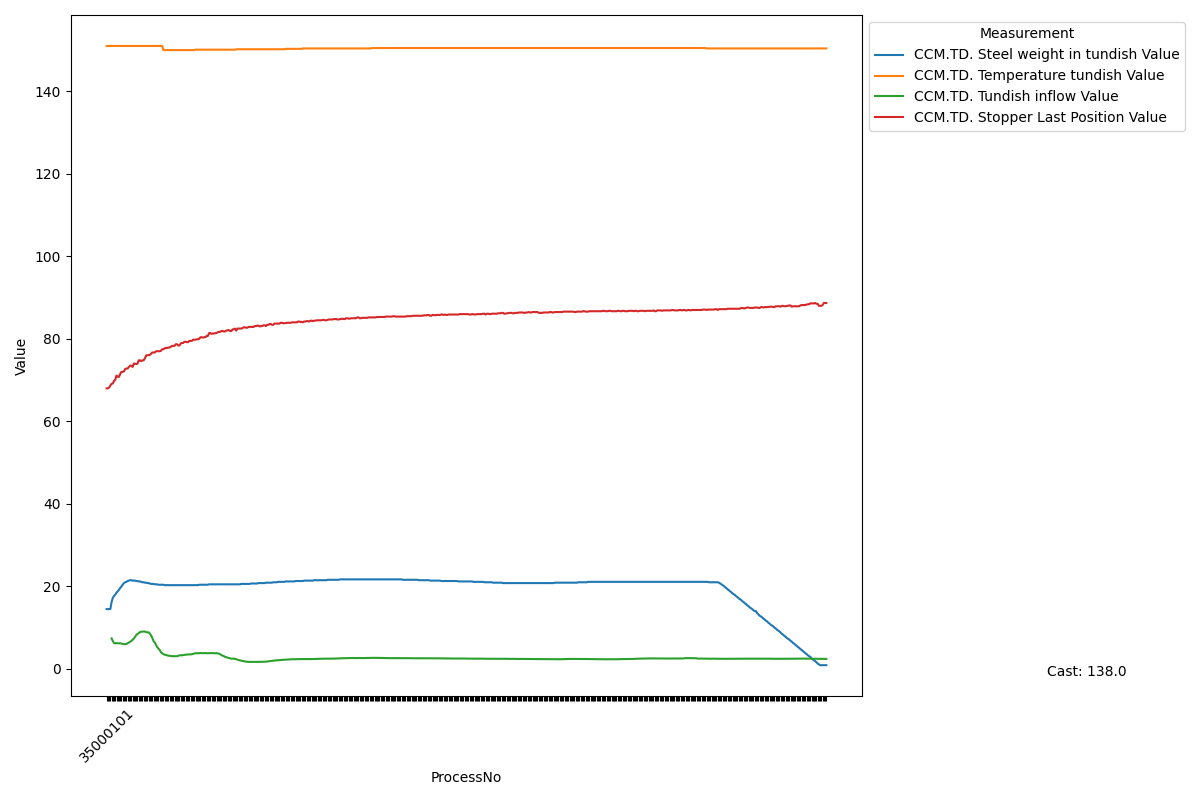 Measurement
CCM.TD. Steel weight in tundish Value
CCM.TD. Temperature tundish Value
CCM.TD. Tundish inflow Value
CCM.TD. Stopper Last Position Value
140
120
100
80
60
40
20
0
Value
35000101
ProcessNo
Cast: 138.0